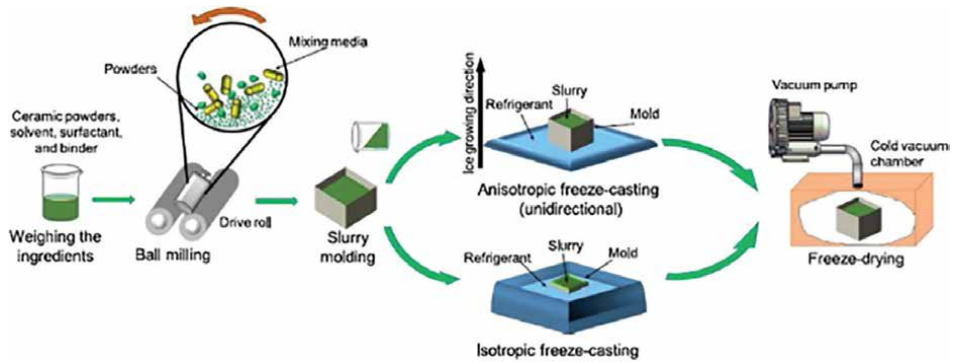 Mixing media
Powders
Ceramic powders,
solvent, surfactant,
and binder
Weighing the
ingredients
Drive roll
Ball milling
Slurry
molding
Ice growing direction
Slurry
Refrigerant
Mold
Anisotropic freeze-casting
(unidirectional)
Slurry
Refrigerant
Mold
Isotropic freeze-casting
Vacuum pump
Cold vacuum
chamber
Freeze-drying